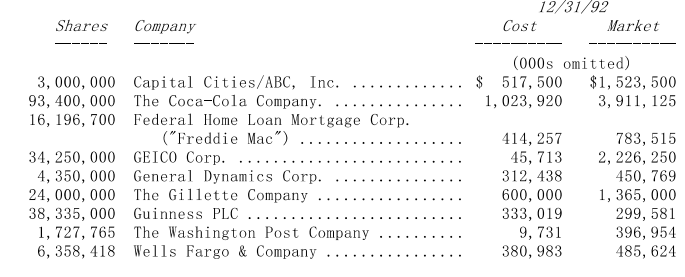 12/31/92
Shares Company Cost Market
(000s omitted)
3,000,000 Capital Cities/ABC, Inc. ............. $ 517,500 $1,523,500
93,400,000 The Coca-Cola Company. ............... 1,023,920 3,911,125
16,196,700 Federal Home Loan Mortgage Corp.
("Freddie Mac") ................... 414,257 783,515
34,250,000 GEICO Corp. .......................... 45,713 2,226,250
4,350,000 General Dynamics Corp. ............... 312,438 450,769
24,000,000 The Gillette Company ................. 600,000 1,365,000
38,335,000 Guinness PLC ......................... 333,019 299,581
1,727,765 The Washington Post Company .......... 9,731 396,954
6,358,418 Wells Fargo & Company ................ 380,983 485,624